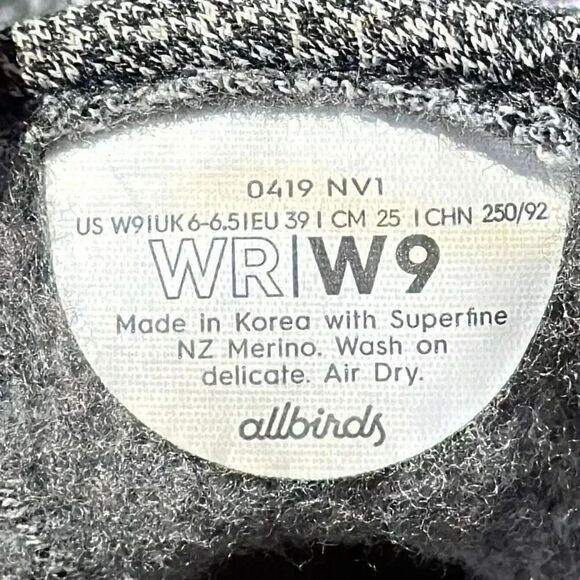 0419 NV1
US W9|UK 6-6.5|EU 39 | CM 25 | CHN 250/92
WR|W9
Made in Korea with Superfine
NZ Merino. Wash on
delicate. Air Dry.
allbirds